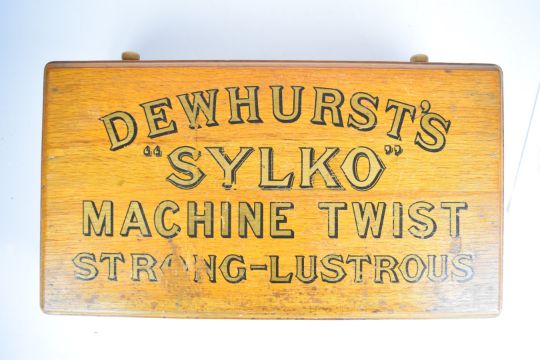 DEWHURST'S
"SYLKO"
MACHINE TWIST
STRONG-LUSTROUS